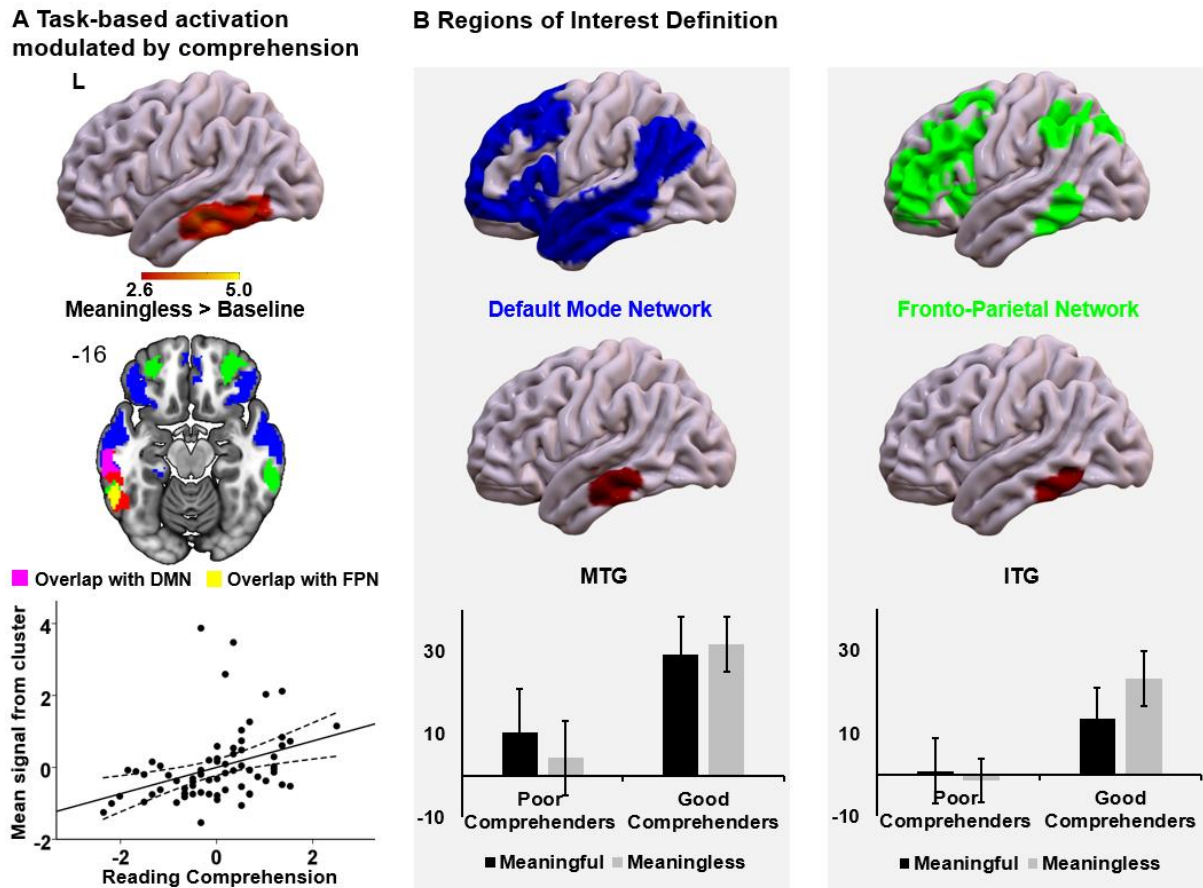 A Task-based activation
modulated by comprehension
L
2.6 5.0
Meaningless > Baseline
-16
Overlap with DMN Overlap with FPN
4
2
0
-2
Mean signal from cluster
-2 0 2
Reading Comprehension
B Regions of Interest Definition
Default Mode Network
MTG
30
10
-10
Poor Comprehenders
Good Comprehenders
Meaningful Meaningless
Fronto-Parietal Network
ITG
30
10
-10
Poor Comprehenders
Good Comprehenders
Meaningful Meaningless